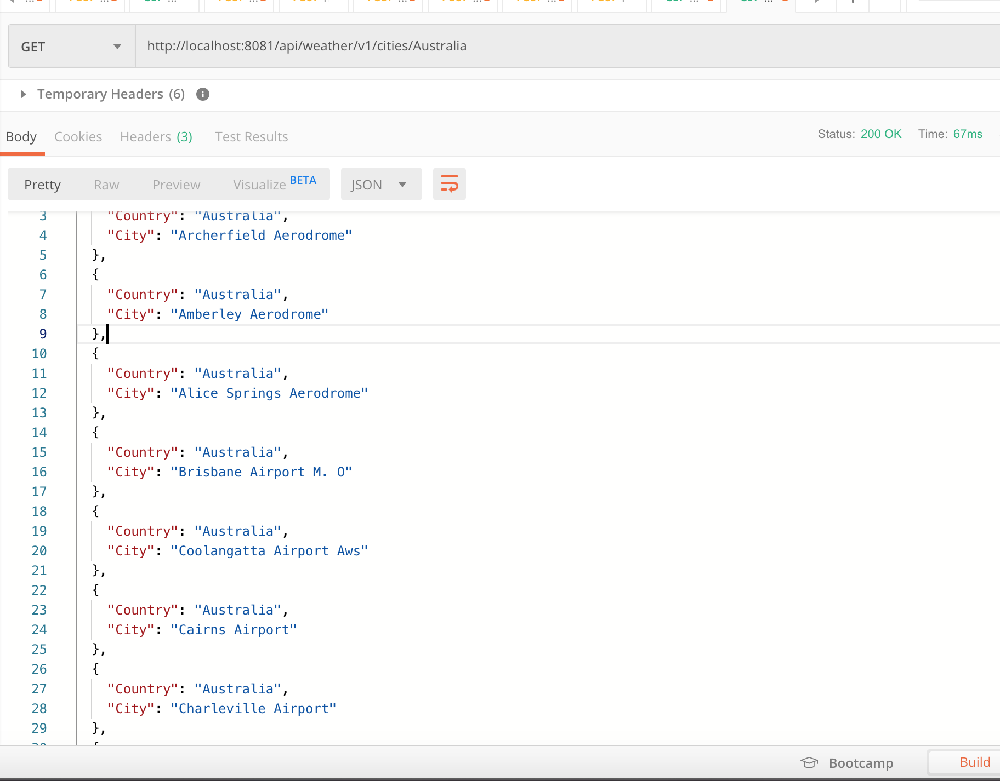 GET http://localhost:8081/api/weather/v1/cities/Australia
Temporary Headers (6)
Body Cookies Headers (3) Test Results Status: 200 OK Time: 67ms
Pretty Raw Preview Visualize BETA JSON
3 "Country": "Australia",
4 "City": "Archerfield Aerodrome"
5 },
6 {
7 "Country": "Australia",
8 "City": "Amberley Aerodrome"
9 },
10 {
11 "Country": "Australia",
12 "City": "Alice Springs Aerodrome"
13 },
14 {
15 "Country": "Australia",
16 "City": "Brisbane Airport M. O"
17 },
18 {
19 "Country": "Australia",
20 "City": "Coolangatta Airport Aws"
21 },
22 {
23 "Country": "Australia",
24 "City": "Cairns Airport"
25 },
26 {
27 "Country": "Australia",
28 "City": "Charleville Airport"
29 },
Bootcamp Build